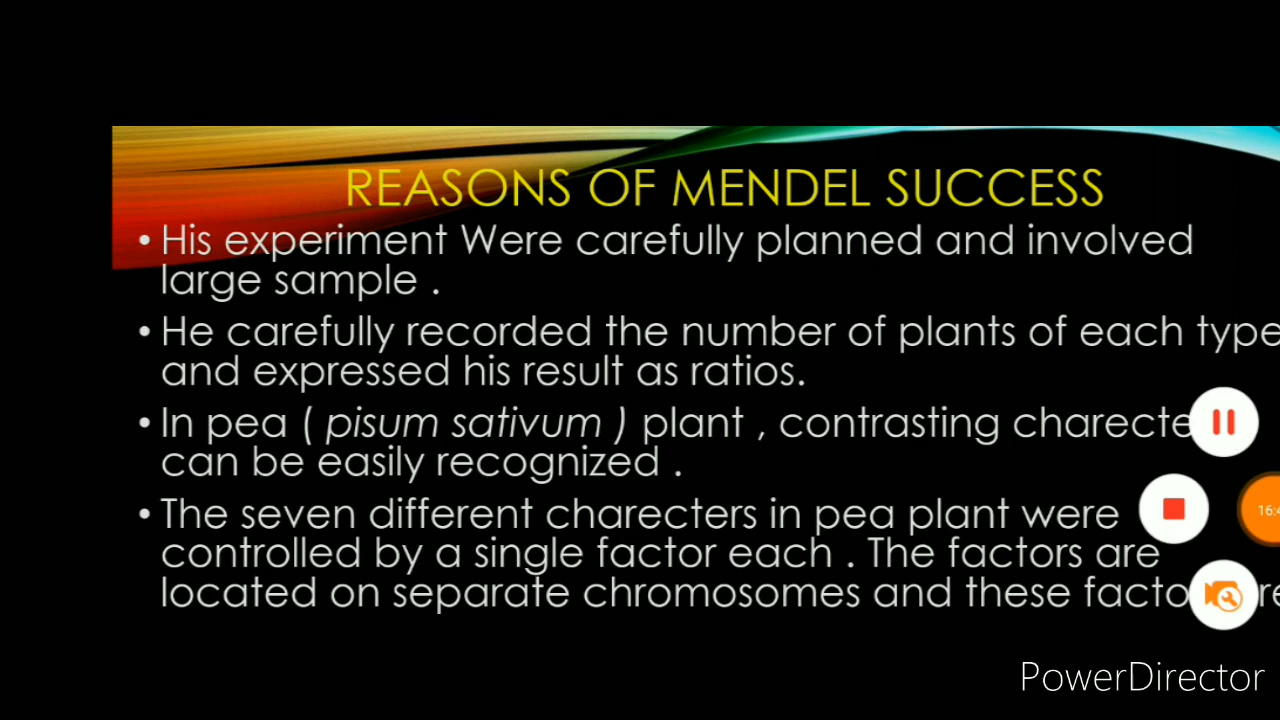 REASONS OF MENDEL SUCCESS
• His experiment Were carefully planned and involved
large sample .
• He carefully recorded the number of plants of each type
and expressed his result as ratios.
• In pea ( pisum sativum ) plant , contrasting
can be easily recognized .
• The seven different charecters in pea plant were
controlled by a single factor each . The factors are
located on separate chromosomes and these
PowerDirector